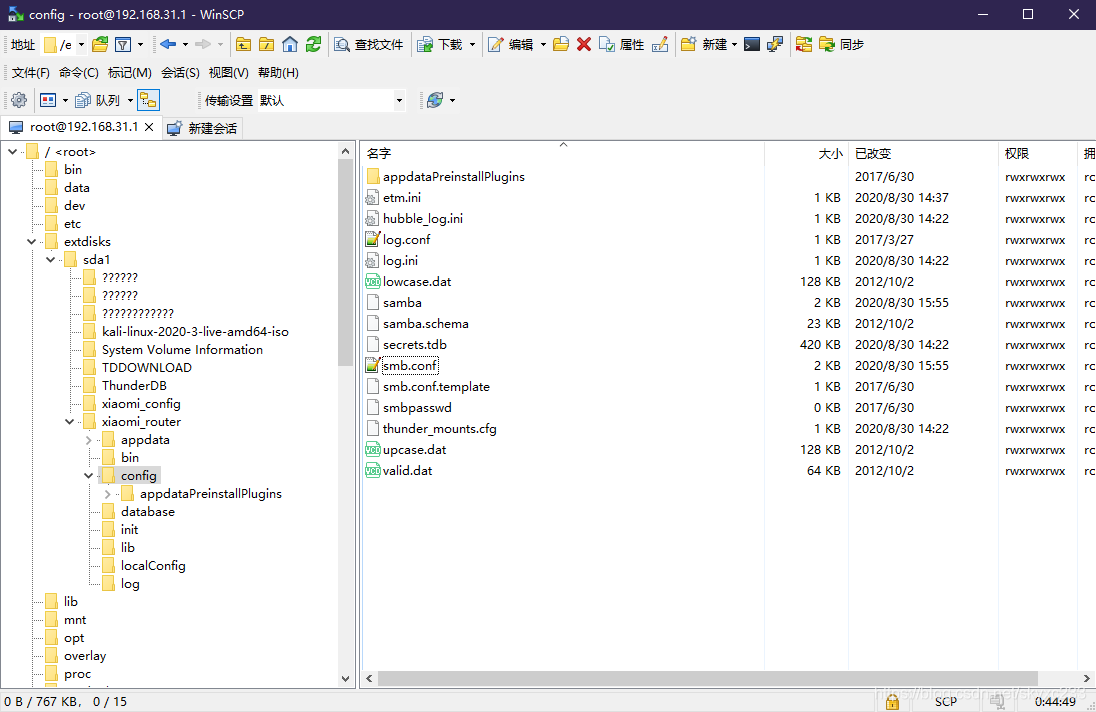 config - root@192.168.31.1 - WinSCP
地址 /e 查找文件 下载 编辑 属性 新建 同步
文件(F) 命令(C) 标记(M) 会话(S) 视图(V) 帮助(H)
队列 传输设置 默认
root@192.168.31.1 新建会话
/ <root>
bin
data
dev
etc
extdisks
sda1
??????
??????
????????????
kali-linux-2020-3-live-amd64-iso
System Volume Information
TDDOWNLOAD
ThunderDB
xiaomi_config
xiaomi_router
appdata
bin
config
appdataPreinstallPlugins
database
init
lib
localConfig
log
lib
mnt
opt
overlay
proc
名字 大小 已改变 权限 拥
appdataPreinstallPlugins 2017/6/30 rwxrwxrwx rc
etm.ini 1 KB 2020/8/30 14:37 rwxrwxrwx rc
hubble_log.ini 1 KB 2020/8/30 14:22 rwxrwxrwx rc
log.conf 1 KB 2017/3/27 rwxrwxrwx rc
log.ini 1 KB 2020/8/30 14:22 rwxrwxrwx rc
lowcase.dat 128 KB 2012/10/2 rwxrwxrwx rc
samba 2 KB 2020/8/30 15:55 rwxrwxrwx rc
samba.schema 23 KB 2012/10/2 rwxrwxrwx rc
secrets.tdb 420 KB 2020/8/30 14:22 rwxrwxrwx rc
smb.conf 2 KB 2020/8/30 15:55 rwxrwxrwx rc
smb.conf.template 1 KB 2017/6/30 rwxrwxrwx rc
smbpasswd 0 KB 2017/6/30 rwxrwxrwx rc
thunder_mounts.cfg 1 KB 2020/8/30 14:22 rwxrwxrwx rc
upcase.dat 128 KB 2012/10/2 rwxrwxrwx rc
valid.dat 64 KB 2012/10/2 rwxrwxrwx rc
0 B / 767 KB， 0 / 15 SCP 0:44:49